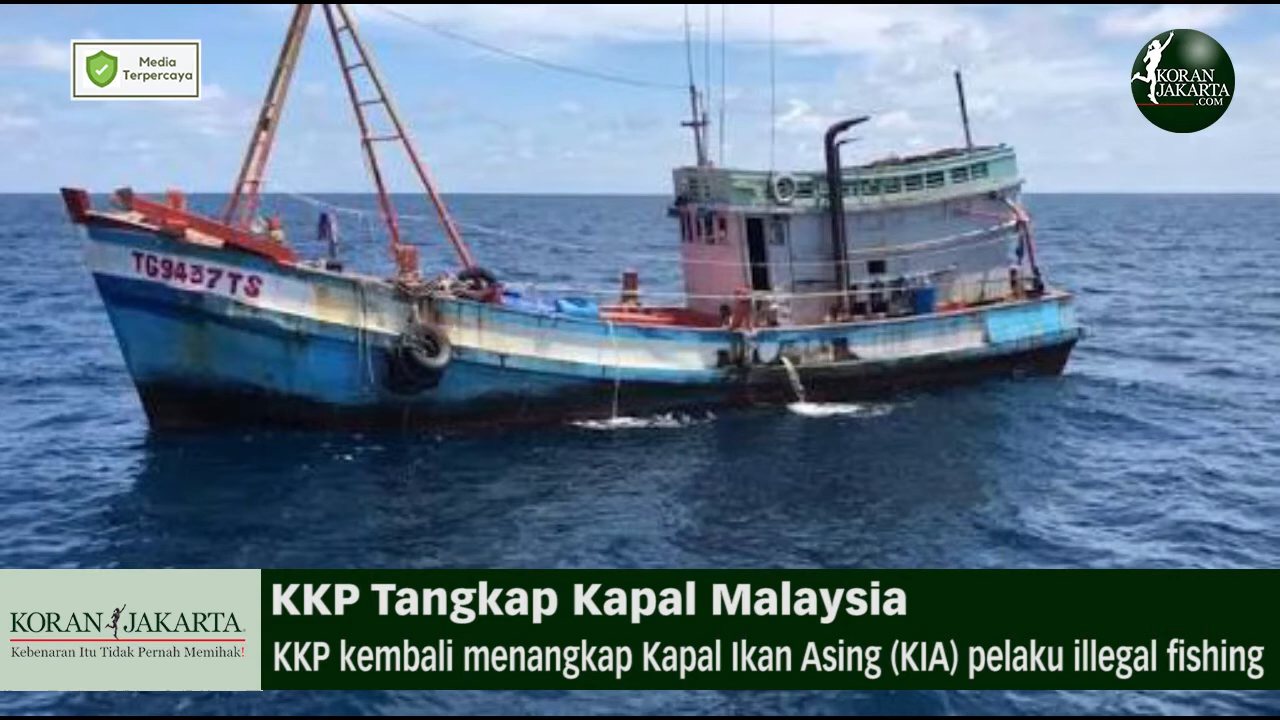 Media
Terpercaya
KORAN
JAKARTA
.COM
TG9437TS
KKP Tangkap Kapal Malaysia
KORAN JAKARTA
Kebenaran Itu Tidak Pernah Memihak!
KKP kembali menangkap Kapal Ikan Asing (KIA) pelaku illegal fishing